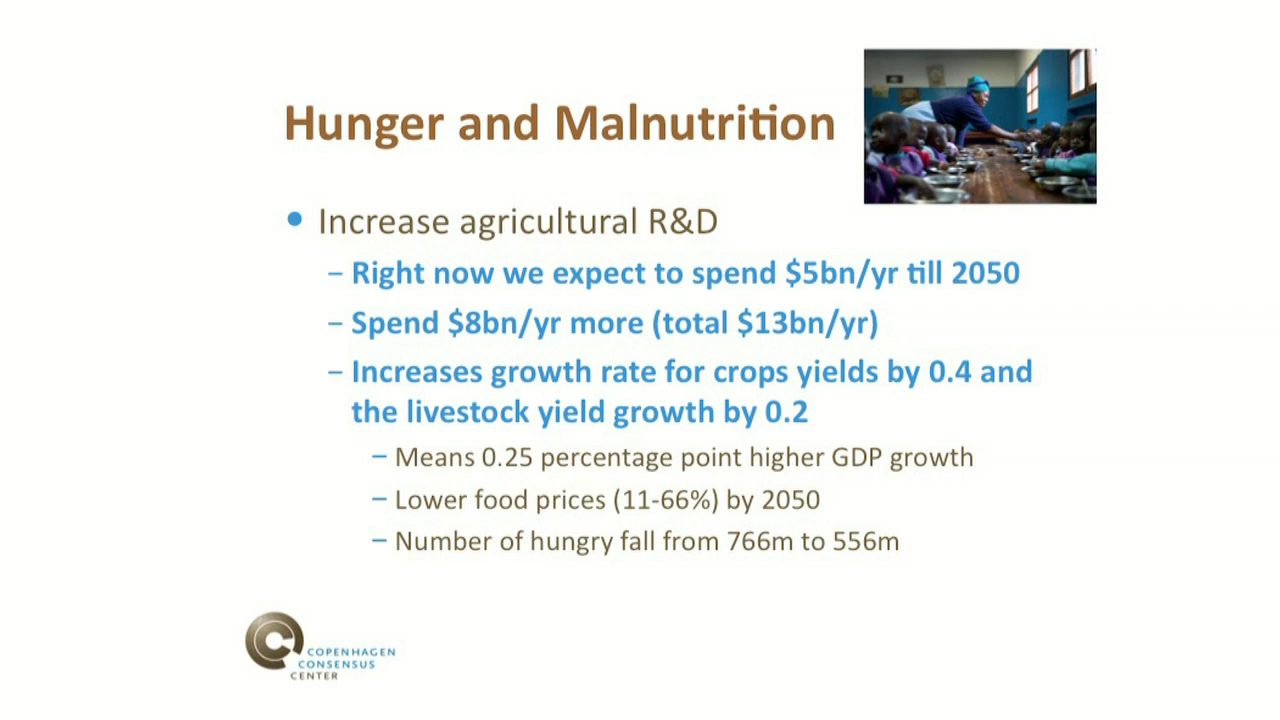 Hunger and Malnutrition
• Increase agricultural R&D
– Right now we expect to spend $5bn/yr till 2050
– Spend $8bn/yr more (total $13bn/yr)
– Increases growth rate for crops yields by 0.4 and
the livestock yield growth by 0.2
– Means 0.25 percentage point higher GDP growth
– Lower food prices (11-66%) by 2050
– Number of hungry fall from 766m to 556m
COPENHAGEN
CONSENSUS
CENTER